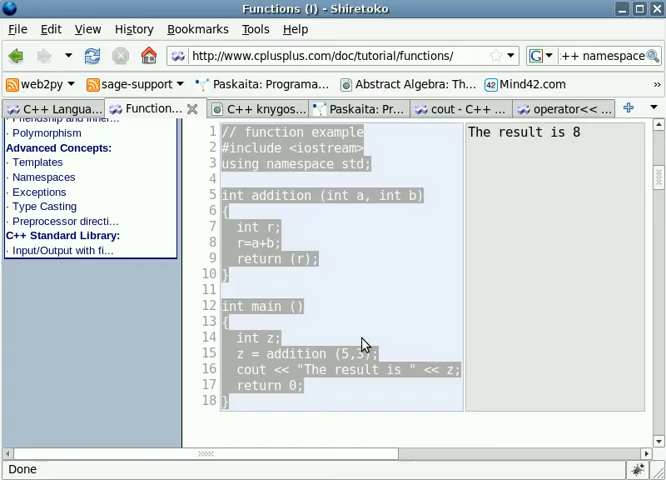 Functions (I) - Shiretoko
File Edit View History Bookmarks Tools Help
http://www.cplusplus.com/doc/tutorial/functions/
++ namespace
web2py
sage-support
Paskaita: Programa...
Abstract Algebra: Th...
42 Mind42.com
»
C++ Langua...
Function...
C++ knygos...
Paskaita: Pr...
cout - C++ ...
operator<< ...
· Polymorphism
Advanced Concepts:
· Templates
· Namespaces
· Exceptions
· Type Casting
· Preprocessor directi...
C++ Standard Library:
· Input/Output with fi...
1 // function example
2 #include <iostream>
3 using namespace std;
4
5 int addition (int a, int b)
6 {
7 int r;
8 r=a+b;
9 return (r);
10 }
11
12 int main ()
13 {
14 int z;
15 z = addition (5,3);
16 cout << "The result is " << z;
17 return 0;
18 }
The result is 8
Done